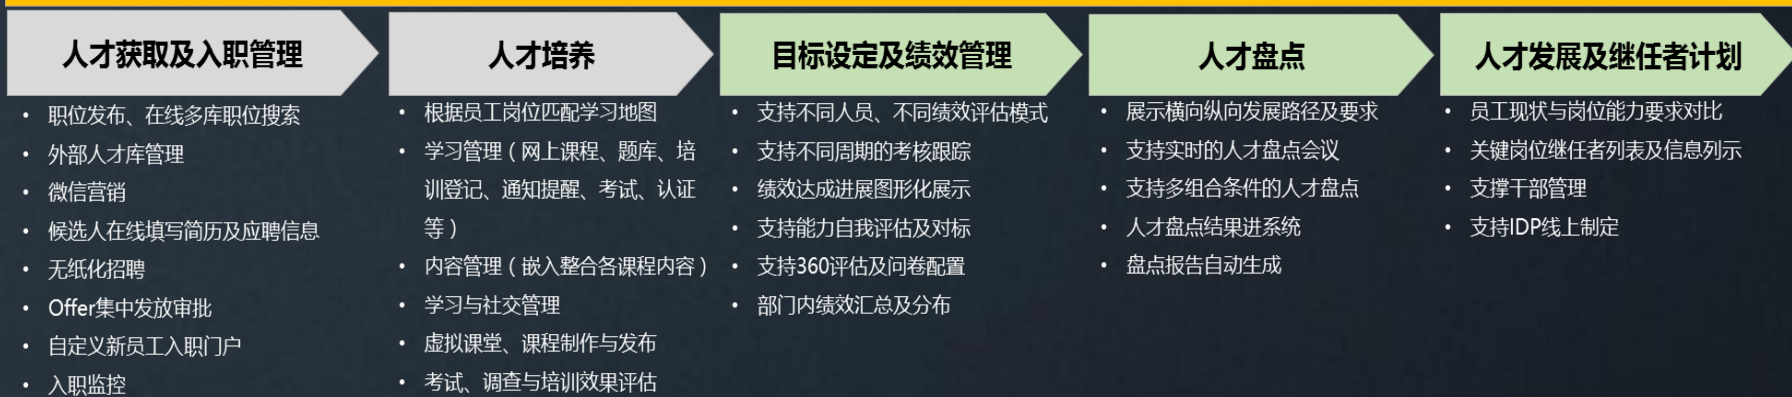 人才获取及入职管理
• 职位发布、在线多库职位搜索
• 外部人才库管理
• 微信营销
• 候选人在线填写简历及应聘信息
• 无纸化招聘
• Offer集中发放审批
• 自定义新员工入职门户
• 入职监控
人才培养
• 根据员工岗位匹配学习地图
• 学习管理（网上课程、题库、培
训登记、通知提醒、考试、认证
等）
• 内容管理（嵌入整合各课程内容）
• 学习与社交管理
• 虚拟课堂、课程制作与发布
• 考试、调查与培训效果评估
目标设定及绩效管理
• 支持不同人员、不同绩效评估模式
• 支持不同周期的考核跟踪
• 绩效达成进展图形化展示
• 支持能力自我评估及对标
• 支持360评估及问卷配置
• 部门内绩效汇总及分布
人才盘点
• 展示横向纵向发展路径及要求
• 支持实时的人才盘点会议
• 支持多组合条件的人才盘点
• 人才盘点结果进系统
• 盘点报告自动生成
人才发展及继任者计划
• 员工现状与岗位能力要求对比
• 关键岗位继任者列表及信息列示
• 支撑干部管理
• 支持IDP线上制定